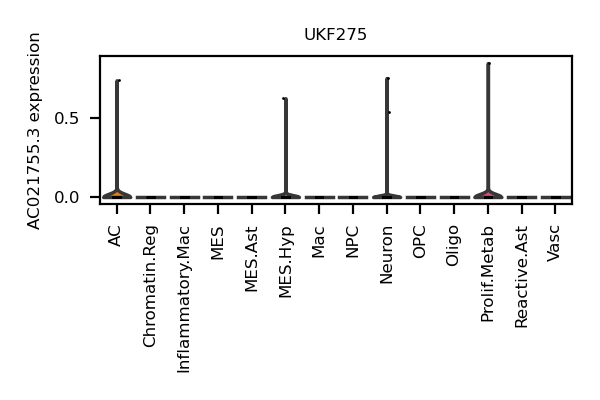 UKF275
AC021755.3 expression
0.5
0.0
AC
Chromatin.Reg
Inflammatory.Mac
MES
MES.Ast
MES.Hyp
Mac
NPC
Neuron
OPC
Oligo
Prolif.Metab
Reactive.Ast
Vasc